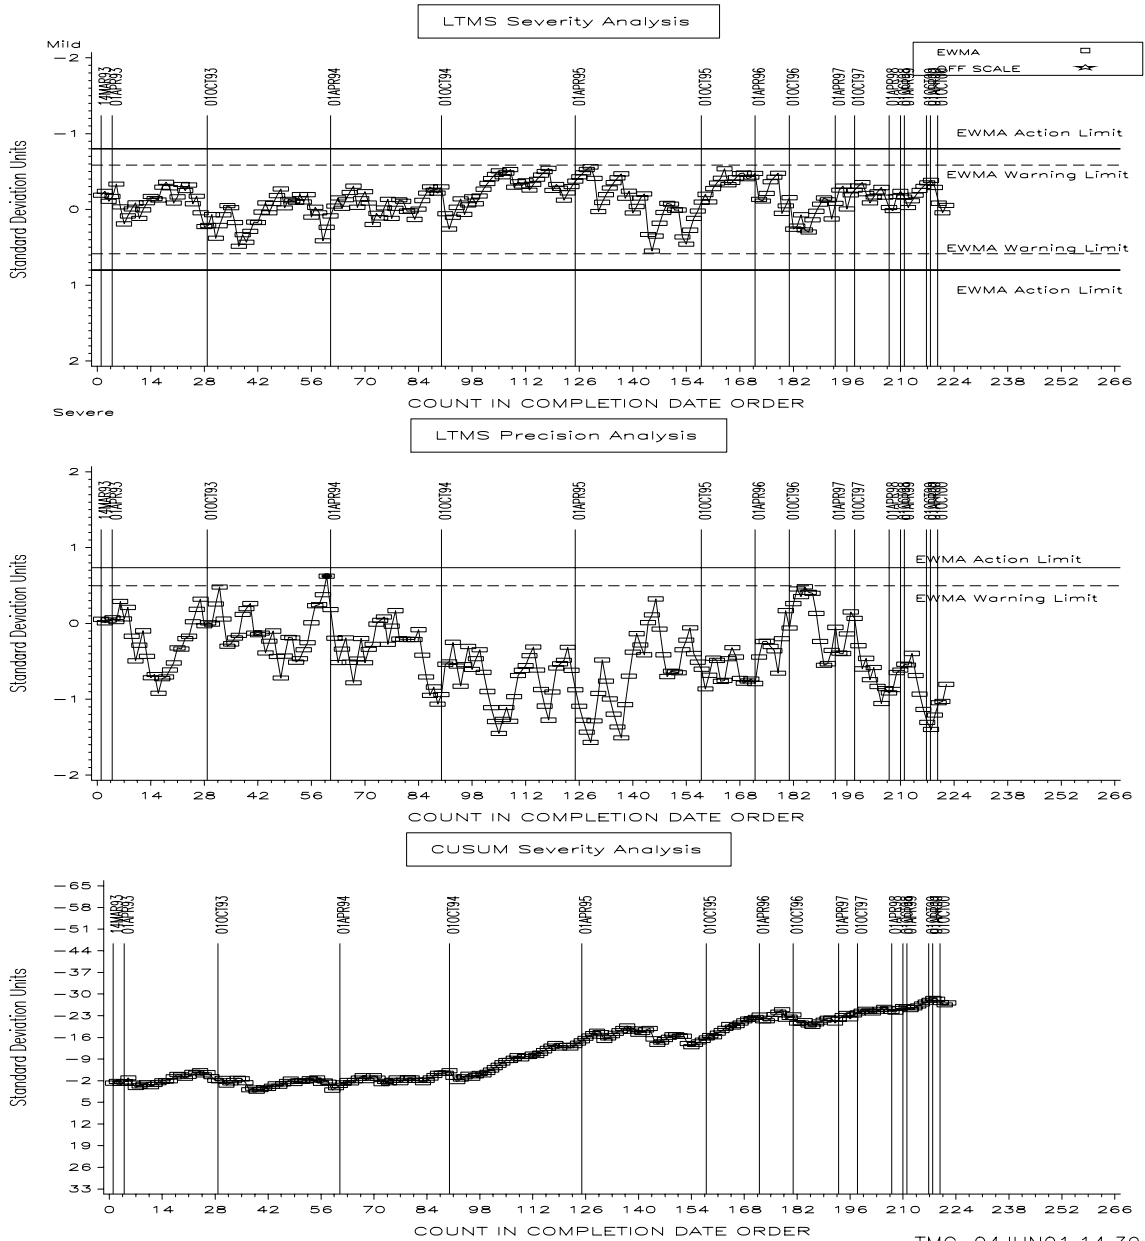 LTMS Severity Analysis
Mild
EWMA
OFF SCALE
14MAR93 01APR93 01OCT93 01APR94 01OCT94 01APR95 01OCT95 01APR96 01OCT96 01APR97 01OCT97 01APR98 01APR99 01OCT00
Standard Deviation Units
-2
-1
0
1
2
EWMA Action Limit
EWMA Warning Limit
EWMA Warning Limit
EWMA Action Limit
0 14 28 42 56 70 84 98 112 126 140 154 168 182 196 210 224 238 252 266
COUNT IN COMPLETION DATE ORDER
Severe
LTMS Precision Analysis
14MAR93 01APR93 01OCT93 01APR94 01OCT94 01APR95 01OCT95 01APR96 01OCT96 01APR97 01OCT97 01APR98 01APR99 01OCT00
Standard Deviation Units
2
1
0
-1
-2
EWMA Action Limit
EWMA Warning Limit
0 14 28 42 56 70 84 98 112 126 140 154 168 182 196 210 224 238 252 266
COUNT IN COMPLETION DATE ORDER
CUSUM Severity Analysis
14MAR93 01APR93 01OCT93 01APR94 01OCT94 01APR95 01OCT95 01APR96 01OCT96 01APR97 01OCT97 01APR98 01APR99 01OCT00
Standard Deviation Units
-65
-58
-51
-44
-37
-30
-23
-16
-9
-2
5
12
19
26
33
0 14 28 42 56 70 84 98 112 126 140 154 168 182 196 210 224 238 252 266
COUNT IN COMPLETION DATE ORDER